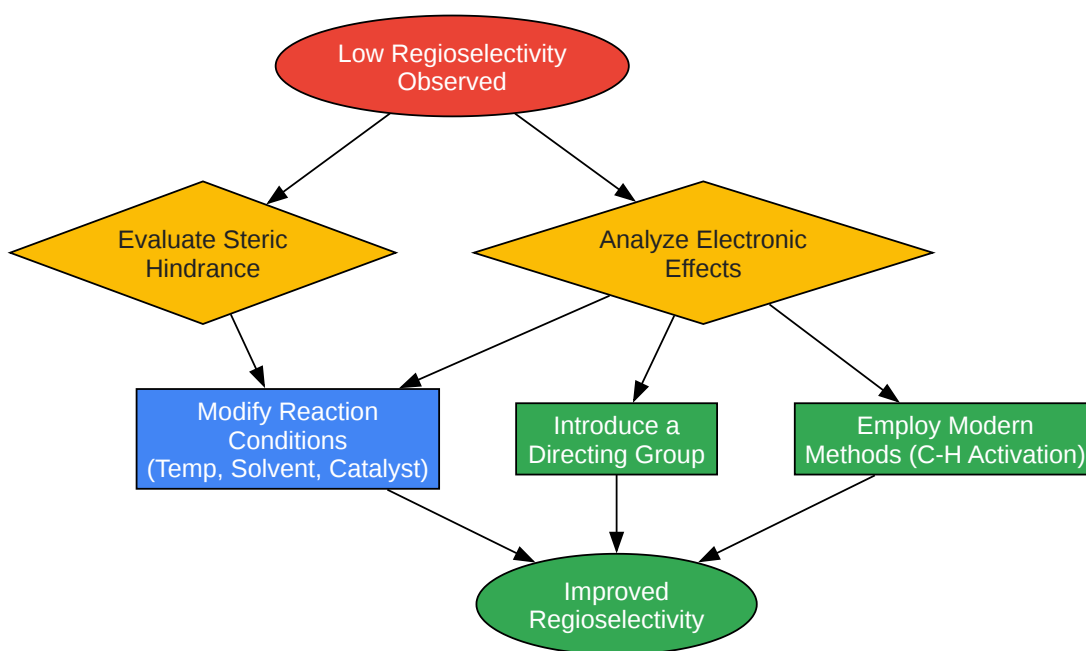 Low Regioselectivity
Observed
Evaluate Steric
Hindrance
Analyze Electronic
Effects
Modify Reaction
Conditions
(Temp, Solvent, Catalyst)
Introduce a
Directing Group
Employ Modern
Methods (C-H Activation)
Improved
Regioselectivity